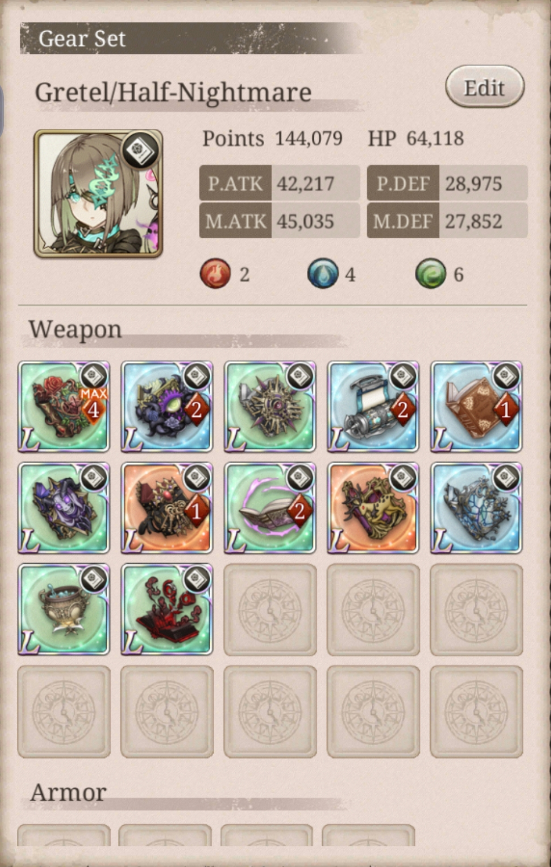 Gear Set
Gretel/Half-Nightmare
Edit
Points 144,079 HP 64,118
P.ATK 42,217 P.DEF 28,975
M.ATK 45,035 M.DEF 27,852
2 4 6
Weapon
MAX
4 2 2 1
L L L L L
1 2
L L L L L
L L
Armor